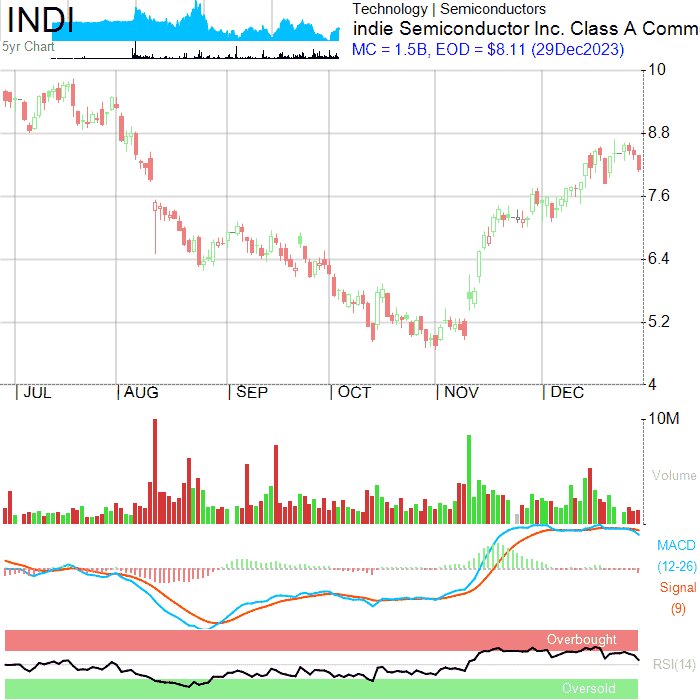 INDI
5yr Chart
Technology | Semiconductors
indie Semiconductor Inc. Class A Comm
MC = 1.5B, EOD = $8.11 (29Dec2023)
10
8.8
7.6
6.4
5.2
4
|JUL |AUG |SEP |OCT |NOV |DEC
10M
Volume
MACD
(12-26)
Signal
(9)
Overbought
RSI(14)
Oversold